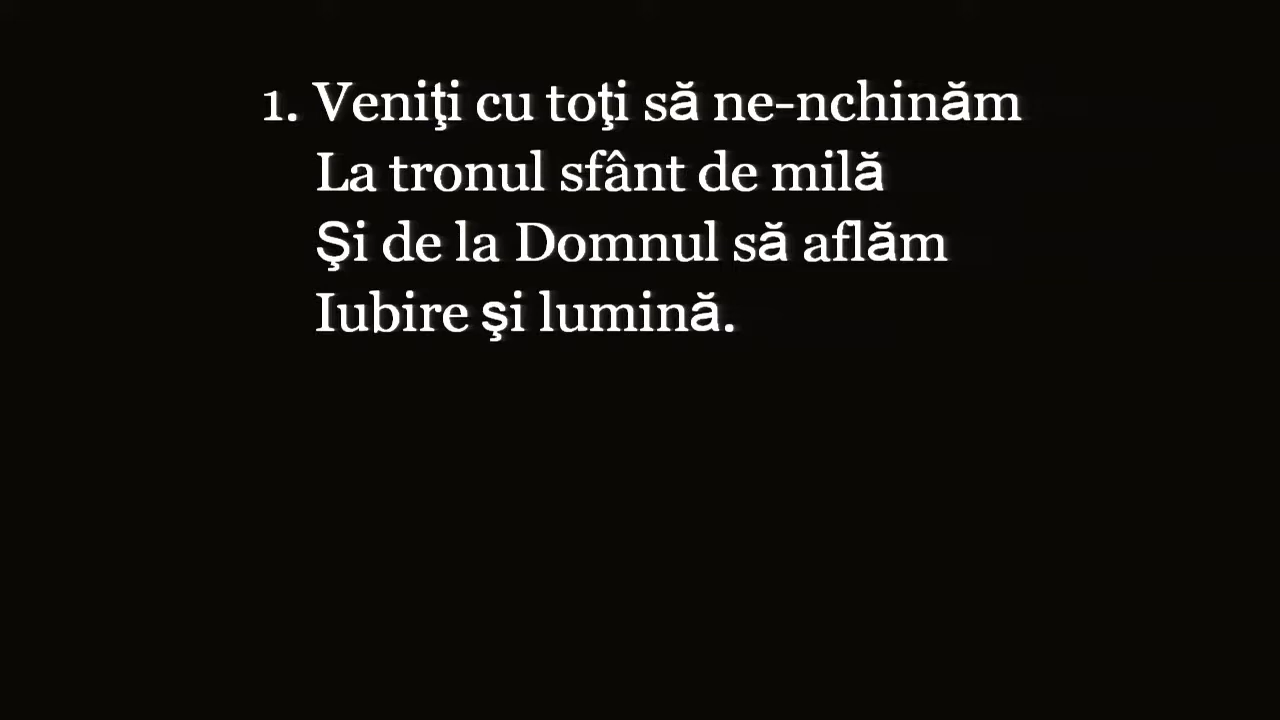 1. Veniţi cu toţi să ne-nchinăm
La tronul sfânt de milă
Şi de la Domnul să aflăm
Iubire şi lumină.